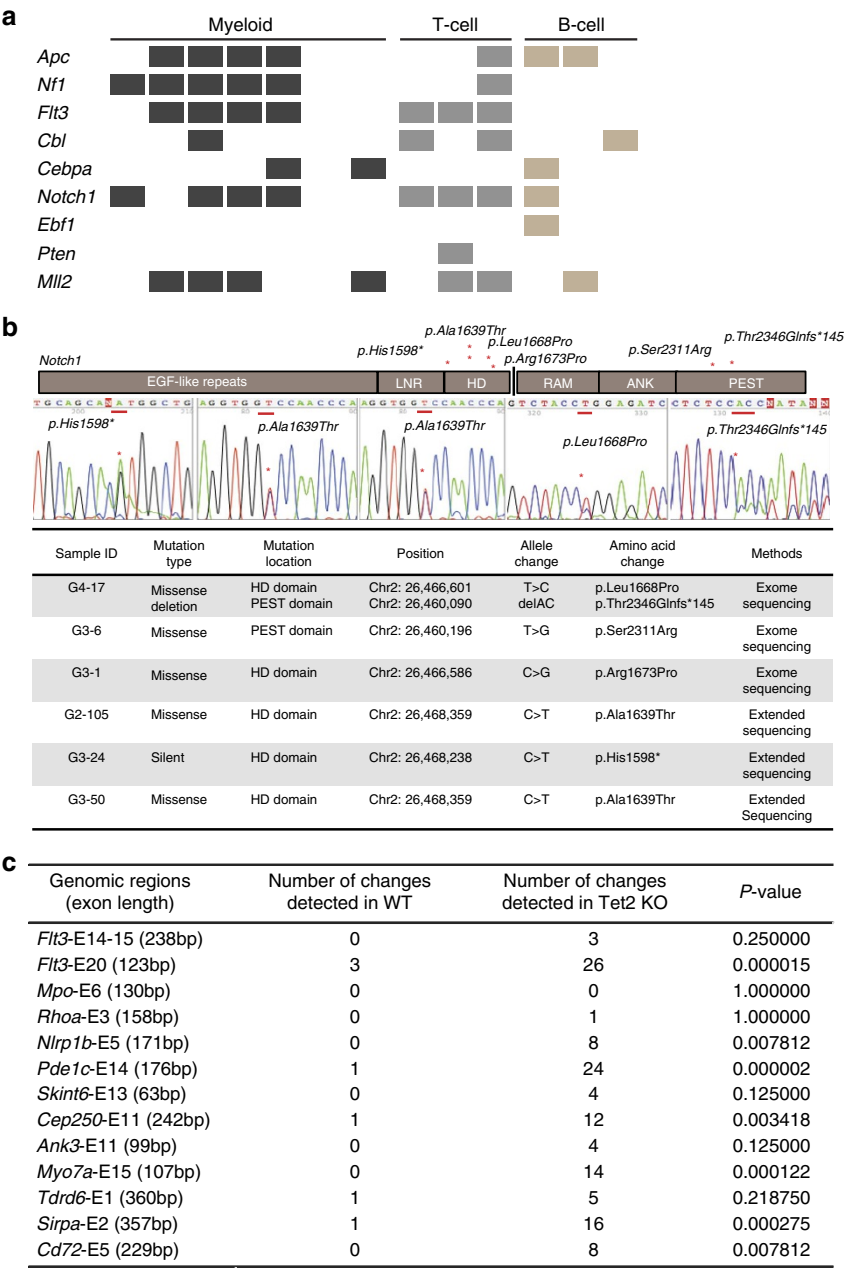 a
Myeloid T-cell B-cell
Apc
Nf1
Flt3
Cbl
Cebpa
Notch1
Ebf1
Pten
Mll2
b
Notch1 p.His1598* p.Ala1639Thr p.Leu1668Pro p.Arg1673Pro p.Ser2311Arg p.Thr2346Glnfs*145
EGF-like repeats LNR HD RAM ANK PEST
TGCAGCANATGGCTG AGGTGGTCCAACCCA AGGTGGTCCAACCCAG GTCTACCTGGAGATC CTCTCCACCNATANN
p.His1598* p.Ala1639Thr p.Ala1639Thr p.Leu1668Pro p.Thr2346Glnfs*145
Sample ID Mutation type Mutation location Position Allele change Amino acid change Methods
G4-17 Missense HD domain Chr2: 26,466,601 T>C p.Leu1668Pro Exome
deletion PEST domain Chr2: 26,460,090 delAC p.Thr2346Glnfs*145 sequencing
G3-6 Missense PEST domain Chr2: 26,460,196 T>G p.Ser2311Arg Exome
sequencing
G3-1 Missense HD domain Chr2: 26,466,586 C>G p.Arg1673Pro Exome
sequencing
G2-105 Missense HD domain Chr2: 26,468,359 C>T p.Ala1639Thr Extended
sequencing
G3-24 Silent HD domain Chr2: 26,468,238 C>T p.His1598* Extended
sequencing
G3-50 Missense HD domain Chr2: 26,468,359 C>T p.Ala1639Thr Extended
Sequencing
c
Genomic regions Number of changes Number of changes P-value
(exon length) detected in WT detected in Tet2 KO
Flt3-E14-15 (238bp) 0 3 0.250000
Flt3-E20 (123bp) 3 26 0.000015
Mpo-E6 (130bp) 0 0 1.000000
Rhoa-E3 (158bp) 0 1 1.000000
Nlrp1b-E5 (171bp) 0 8 0.007812
Pde1c-E14 (176bp) 1 24 0.000002
Skint6-E13 (63bp) 0 4 0.125000
Cep250-E11 (242bp) 1 12 0.003418
Ank3-E11 (99bp) 0 4 0.125000
Myo7a-E15 (107bp) 0 14 0.000122
Tdrd6-E1 (360bp) 1 5 0.218750
Sirpa-E2 (357bp) 1 16 0.000275
Cd72-E5 (229bp) 0 8 0.007812